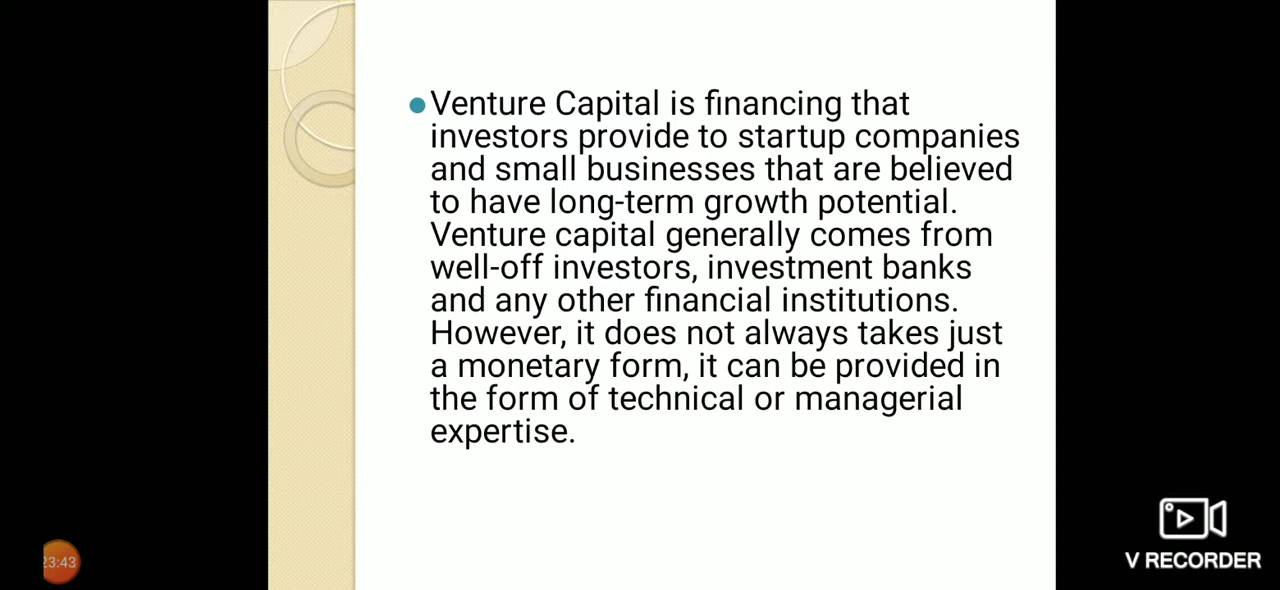 Venture Capital is financing that
investors provide to startup companies
and small businesses that are believed
to have long-term growth potential.
Venture capital generally comes from
well-off investors, investment banks
and any other financial institutions.
However, it does not always takes just
a monetary form, it can be provided in
the form of technical or managerial
expertise.
23:43
V RECORDER